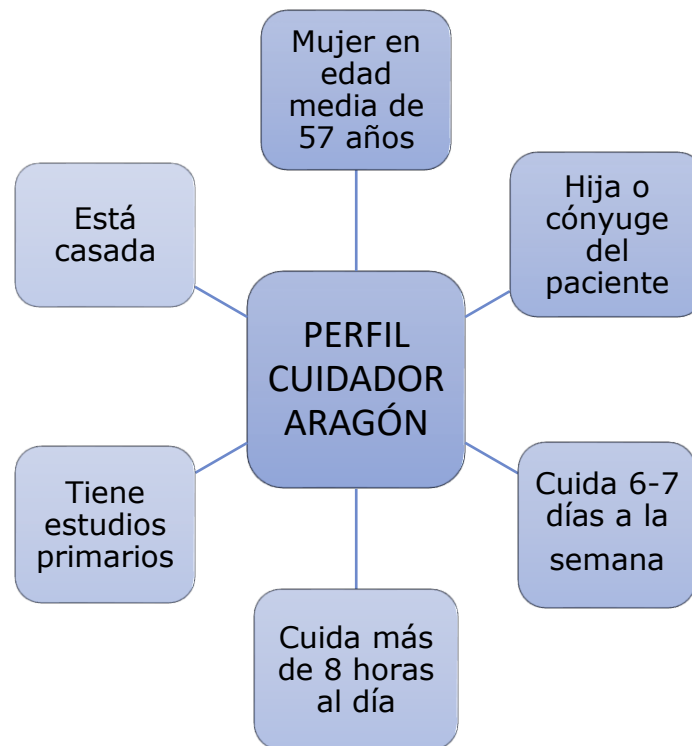 Mujer en
edad
media de
57 años
Hija o
cónyuge
del
paciente
Está
casada
PERFIL
CUIDADOR
ARAGÓN
Tiene
estudios
primarios
Cuida 6-7
días a la
semana
Cuida más
de 8 horas
al día